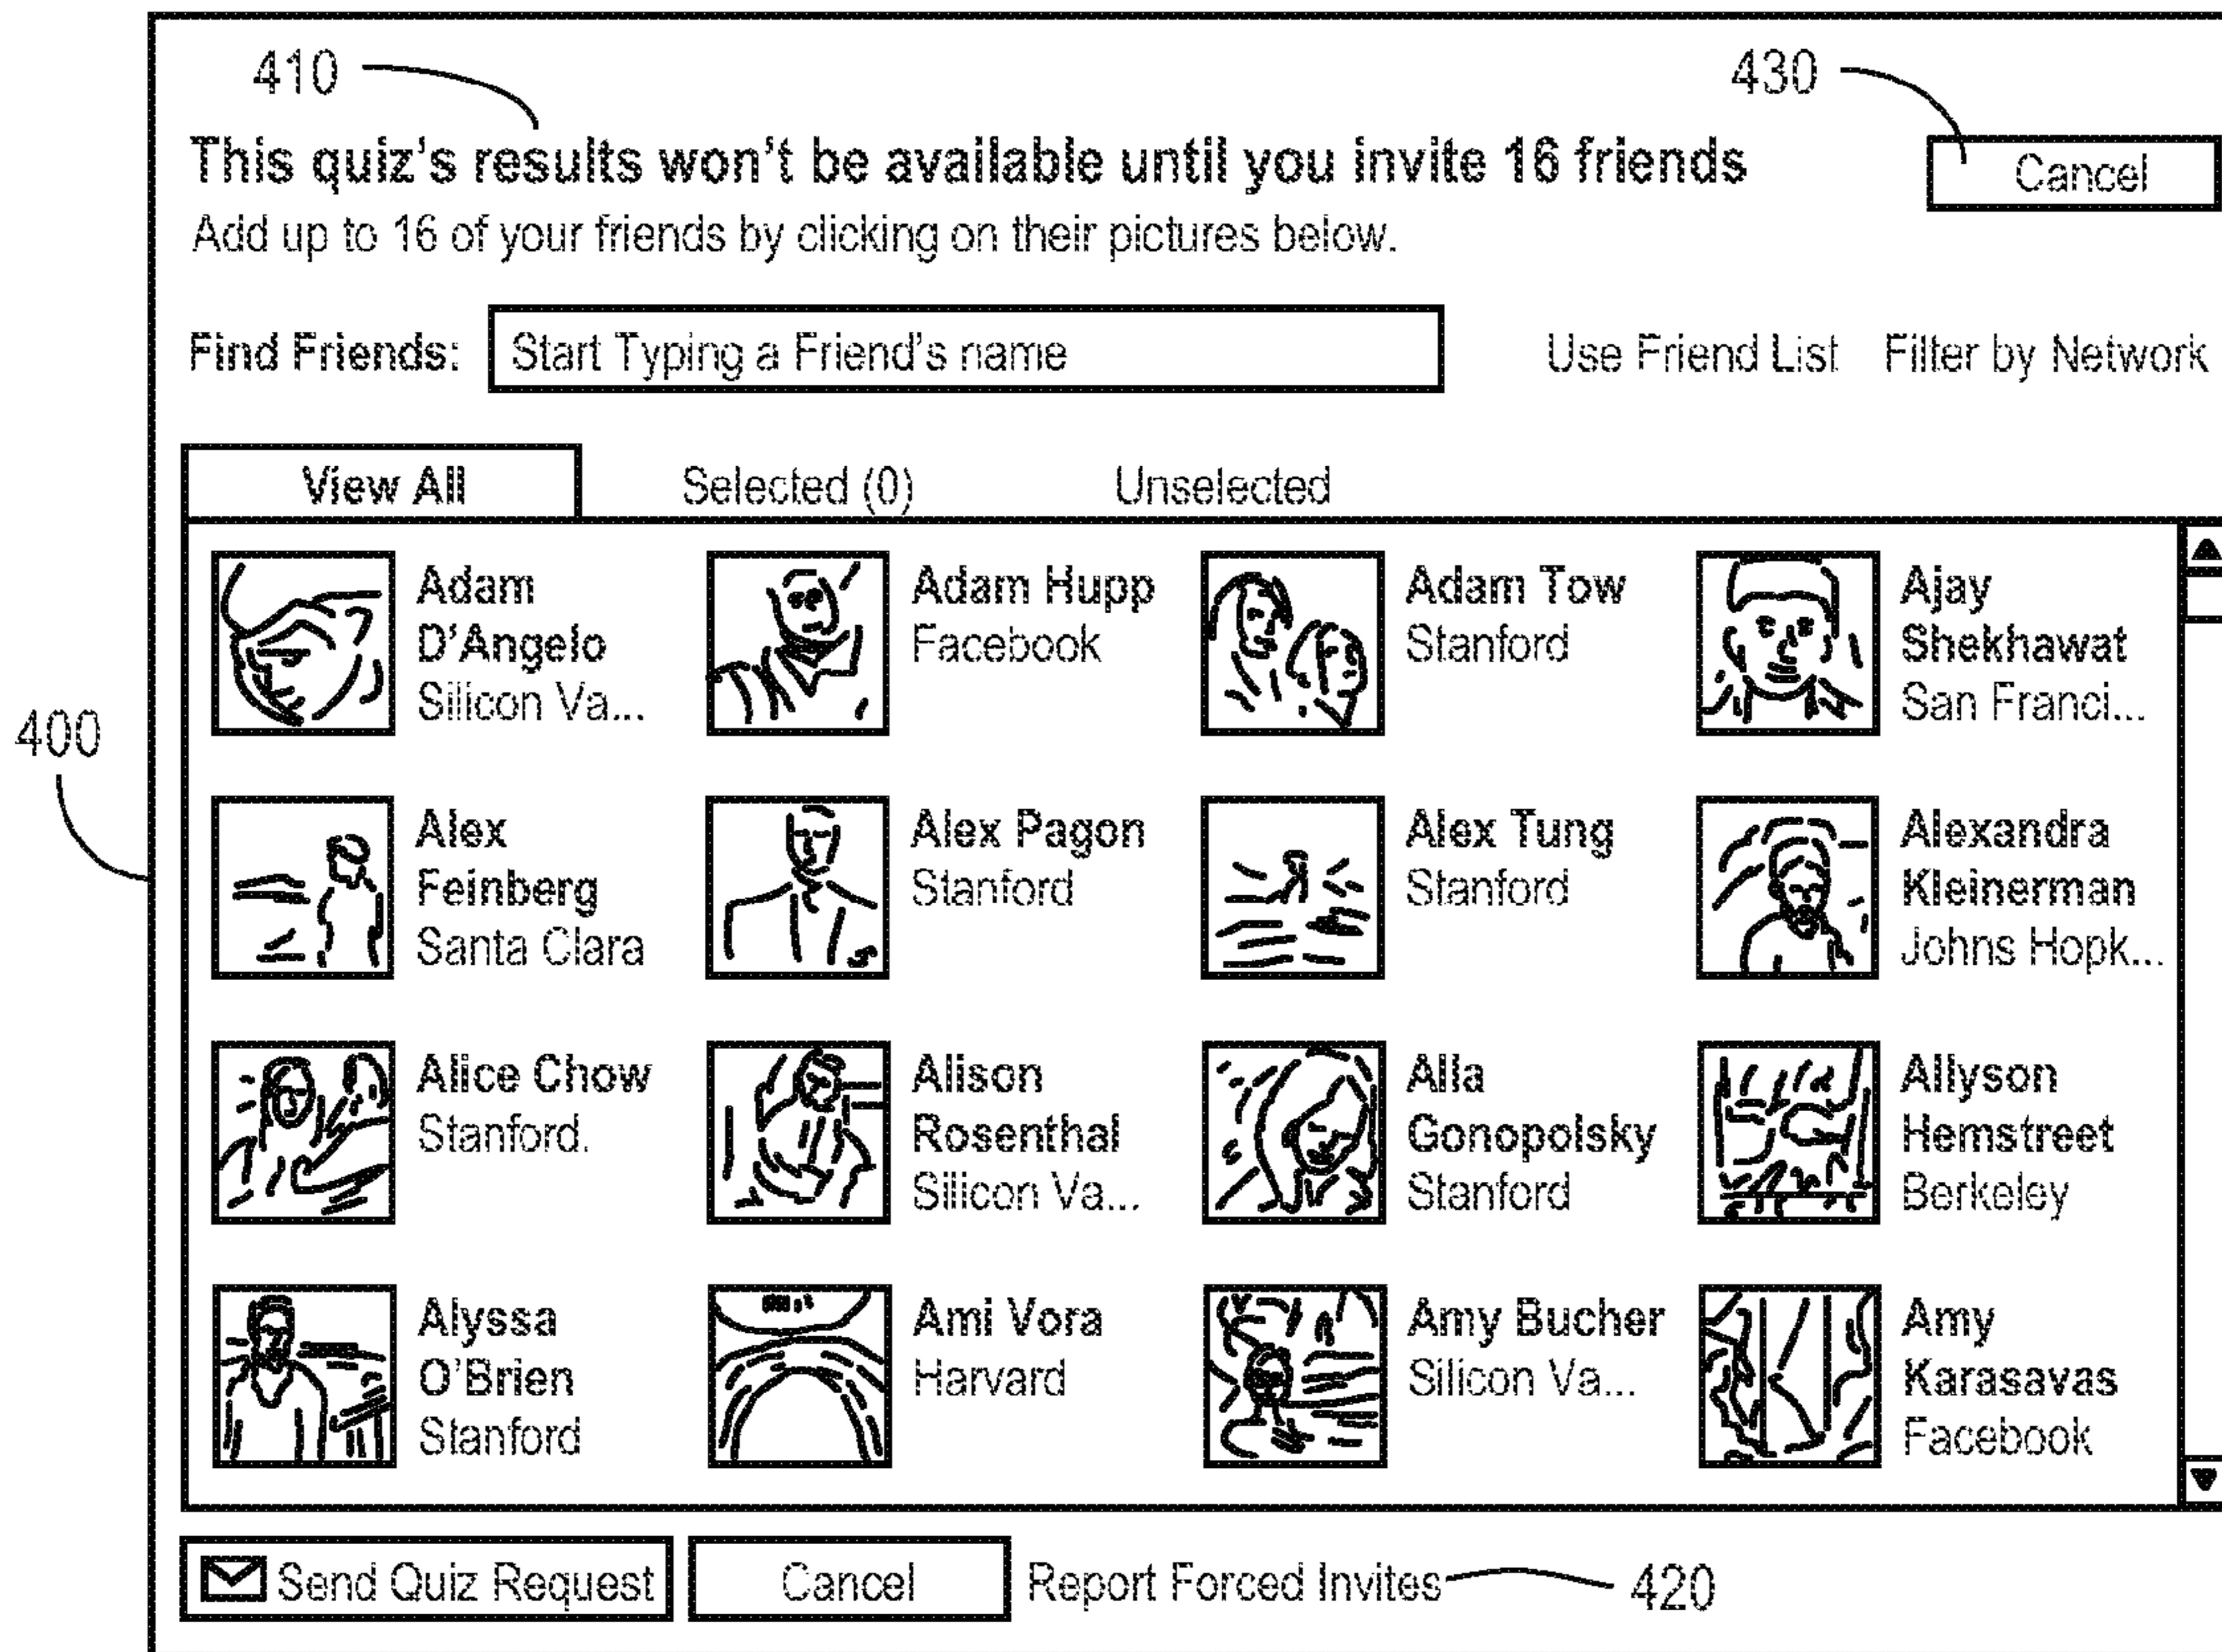 410
430
This quiz's results won't be available until you invite 16 friends
Cancel
Add up to 16 of your friends by clicking on their pictures below.
Find Friends: Start Typing a Friend's name Use Friend List Filter by Network
View All Selected (0) Unselected
Adam
D'Angelo
Silicon Va...
Adam Hupp
Facebook
Adam Tow
Stanford
Ajay
Shekhawat
San Franci...
400
Alex
Feinberg
Santa Clara
Alex Pagon
Stanford
Alex Tung
Stanford
Alexandra
Kleinerman
Johns Hopk...
Alice Chow
Stanford.
Alison
Rosenthal
Silicon Va...
Alla
Gonopolsky
Stanford
Allyson
Hemstreet
Berkeley
Alyssa
O'Brien
Stanford
Ami Vora
Harvard
Amy Bucher
Silicon Va...
Amy
Karasavas
Facebook
Send Quiz Request Cancel Report Forced Invites 420